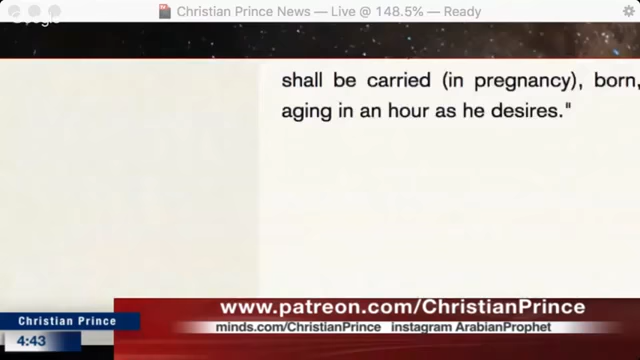 Christian Prince News — Live @ 148.5% — Ready
Google
shall be carried (in pregnancy), born,
aging in an hour as he desires."
www.patreon.com/ChristianPrince
Christian Prince
minds.com/ChristianPrince instagram ArabianProphet
4:43